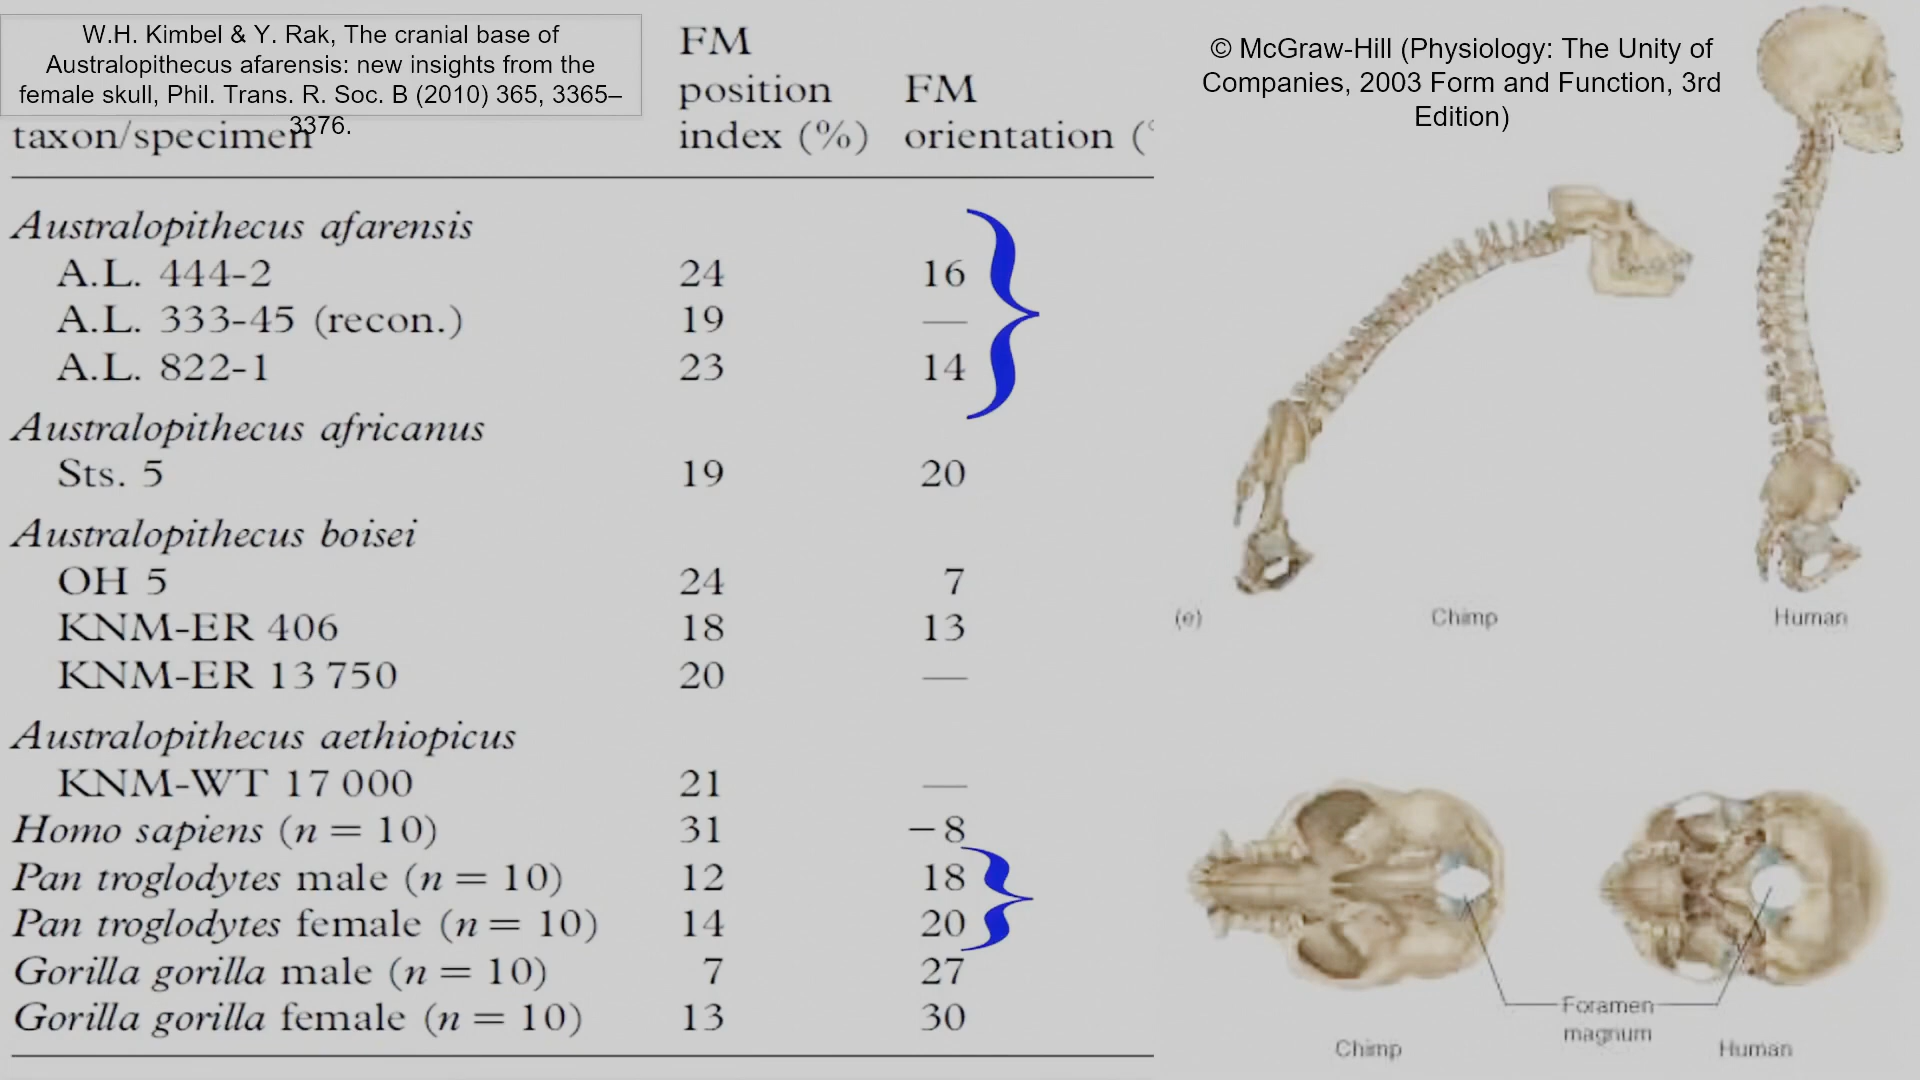 W.H. Kimbel & Y. Rak, The cranial base of
Australopithecus afarensis: new insights from the
female skull, Phil. Trans. R. Soc. B (2010) 365, 3365–
3376.
taxon/specimen
FM
position
index (%)
FM
orientation (°
Australopithecus afarensis
A.L. 444-2 24 16
A.L. 333-45 (recon.) 19 —
A.L. 822-1 23 14
Australopithecus africanus
Sts. 5 19 20
Australopithecus boisei
OH 5 24 7
KNM-ER 406 18 13
KNM-ER 13 750 20 —
Australopithecus aethiopicus
KNM-WT 17 000 21 —
Homo sapiens (n = 10) 31 −8
Pan troglodytes male (n = 10) 12 18
Pan troglodytes female (n = 10) 14 20
Gorilla gorilla male (n = 10) 7 27
Gorilla gorilla female (n = 10) 13 30
© McGraw-Hill (Physiology: The Unity of
Companies, 2003 Form and Function, 3rd
Edition)
(e) Chimp Human
Foramen
magnum
Chimp Human